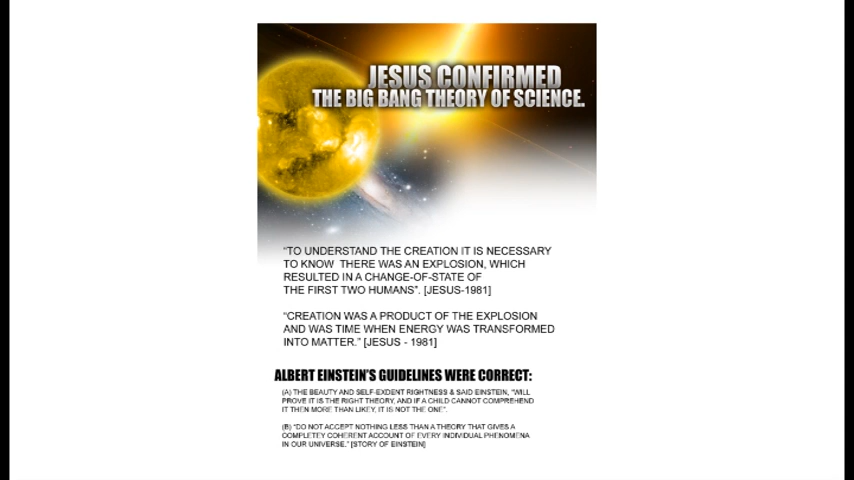 JESUS CONFIRMED
THE BIG BANG THEORY OF SCIENCE.
“TO UNDERSTAND THE CREATION IT IS NECESSARY
TO KNOW THERE WAS AN EXPLOSION, WHICH
RESULTED IN A CHANGE-OF-STATE OF
THE FIRST TWO HUMANS”. [JESUS-1981]
“CREATION WAS A PRODUCT OF THE EXPLOSION
AND WAS TIME WHEN ENERGY WAS TRANSFORMED
INTO MATTER.” [JESUS - 1981]
ALBERT EINSTEIN’S GUIDELINES WERE CORRECT:
(A) THE BEAUTY AND SELF-EXDENT RIGHTNESS & SAID EINSTEIN, “WILL
PROVE IT IS THE RIGHT THEORY, AND IF A CHILD CANNOT COMPREHEND
IT THEN MORE THAN LIKEY, IT IS NOT THE ONE”.
(B) “DO NOT ACCEPT NOTHING LESS THAN A THEORY THAT GIVES A
COMPLETEY COHERENT ACCOUNT OF EVERY INDIVIDUAL PHENOMENA
IN OUR UNIVERSE.” [STORY OF EINSTEIN]